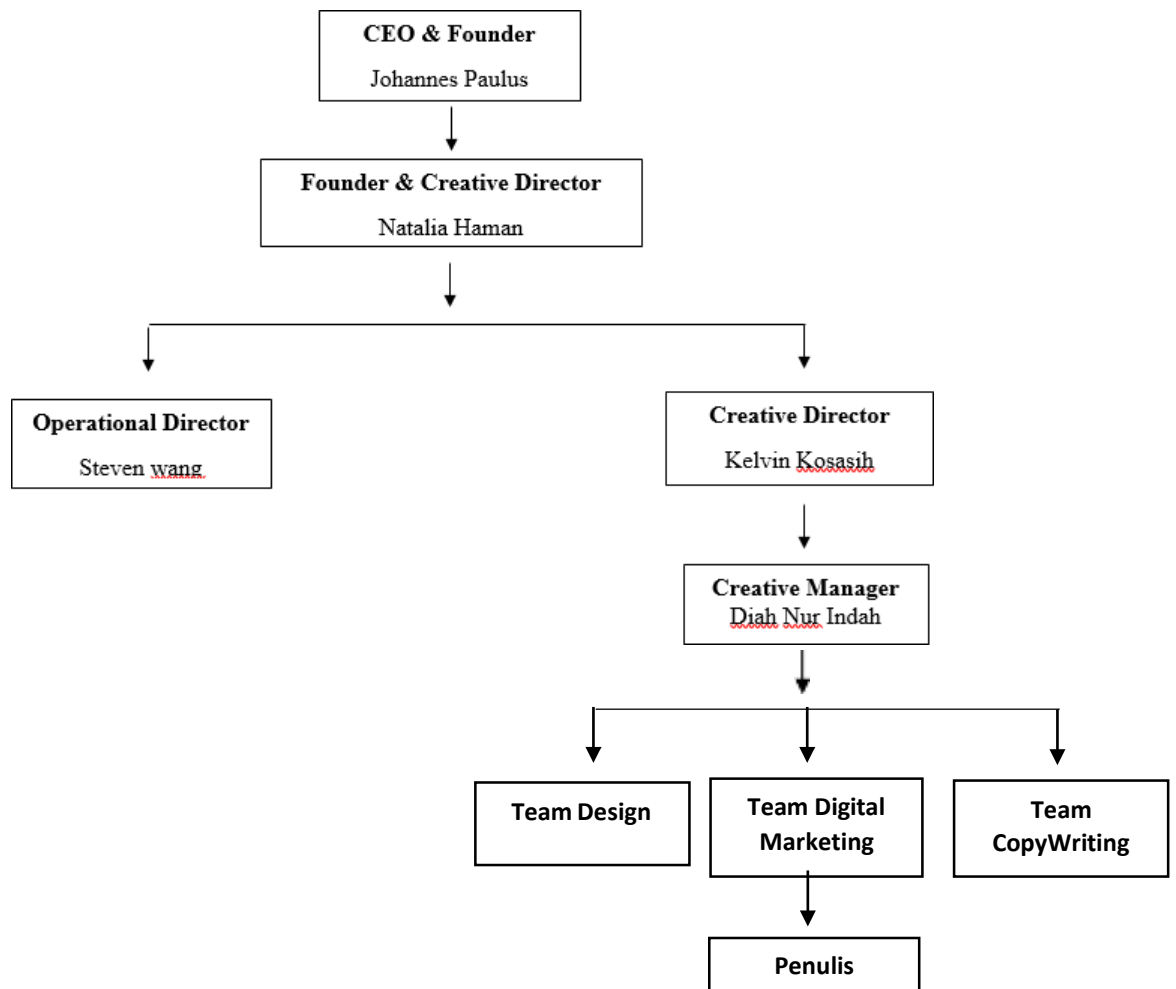 CEO & Founder
Johannes Paulus
Founder & Creative Director
Natalia Haman
Operational Director
Steven wang
Creative Director
Kelvin Kosasih
Creative Manager
Diah Nur Indah
Team Design
Team Digital
Marketing
Team
CopyWriting
Penulis